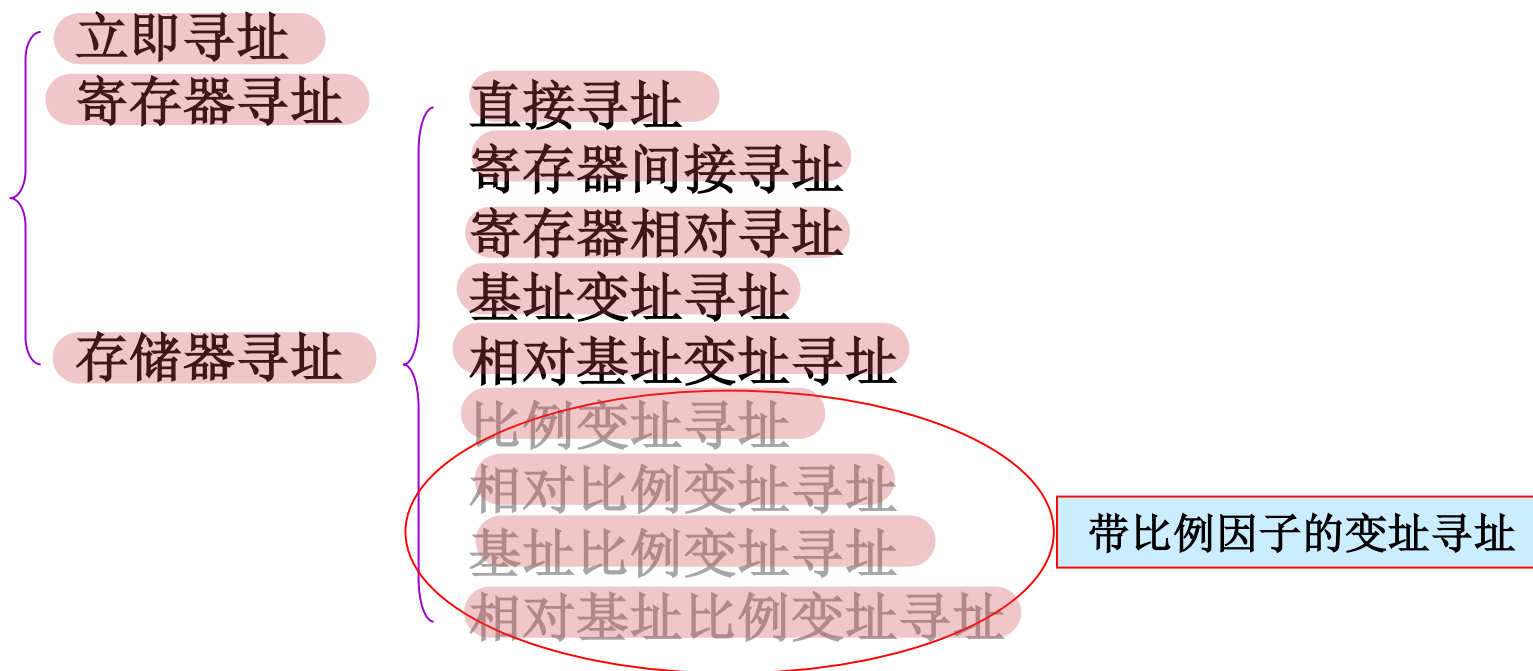 立即寻址
寄存器寻址
直接寻址
寄存器间接寻址
寄存器相对寻址
基址变址寻址
存储器寻址
相对基址变址寻址
比例变址寻址
相对比例变址寻址
基址比例变址寻址
相对基址比例变址寻址
带比例因子的变址寻址